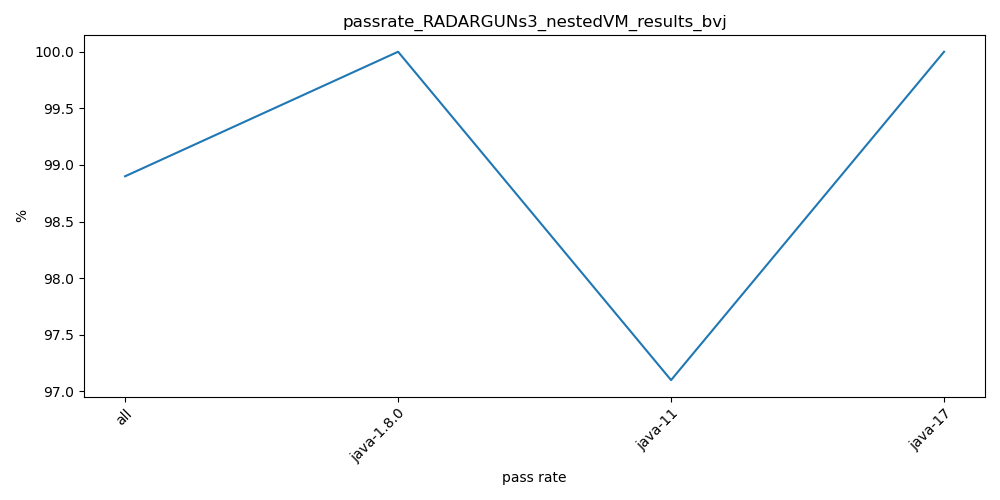 passrate_RADARGUNs3_nestedVM_results_bvj
100.0
99.5
99.0
98.5
98.0
97.5
97.0
%
all
java-1.8.0
java-11
java-17
pass rate